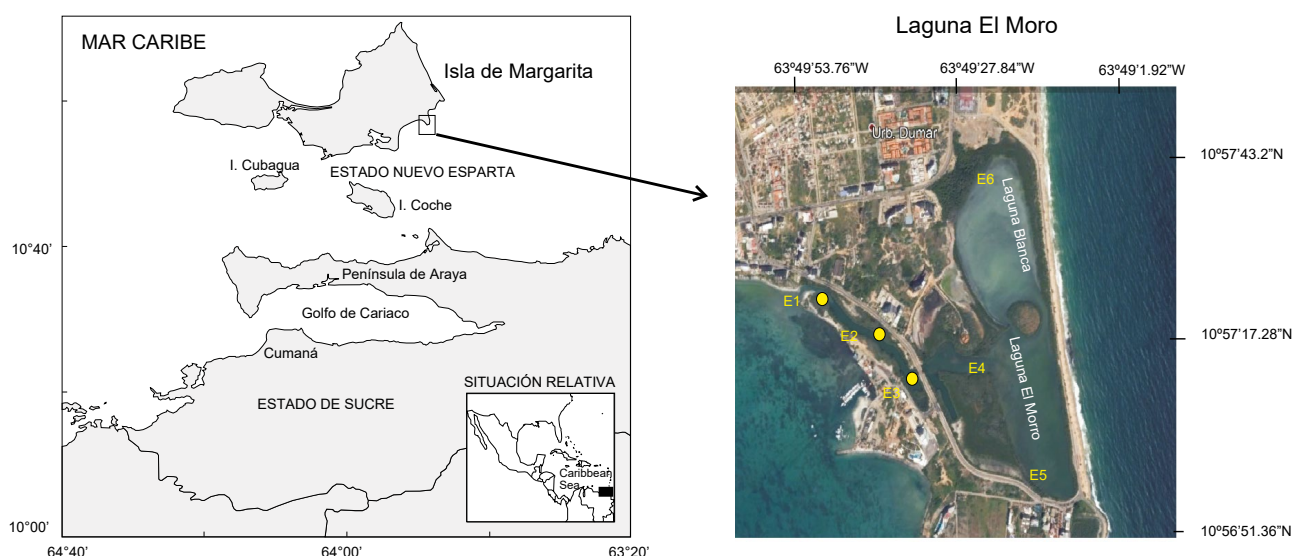 MAR CARIBE
Isla de Margarita
I. Cubagua
ESTADO NUEVO ESPARTA
I. Coche
10°40'
Península de Araya
Golfo de Cariaco
Cumaná
SITUACIÓN RELATIVA
ESTADO DE SUCRE
Caribbean
Sea
10°00'
64°40'
64°00'
63°20'
Laguna El Moro
63º49'53.76”W
63º49'27.84”W
63º49'1.92”W
Urb. Dumar
10º57'43.2”N
E6
Laguna Blanca
E1
E2
10º57'17.28”N
E4
E3
Laguna El Morro
E5
10º56'51.36”N